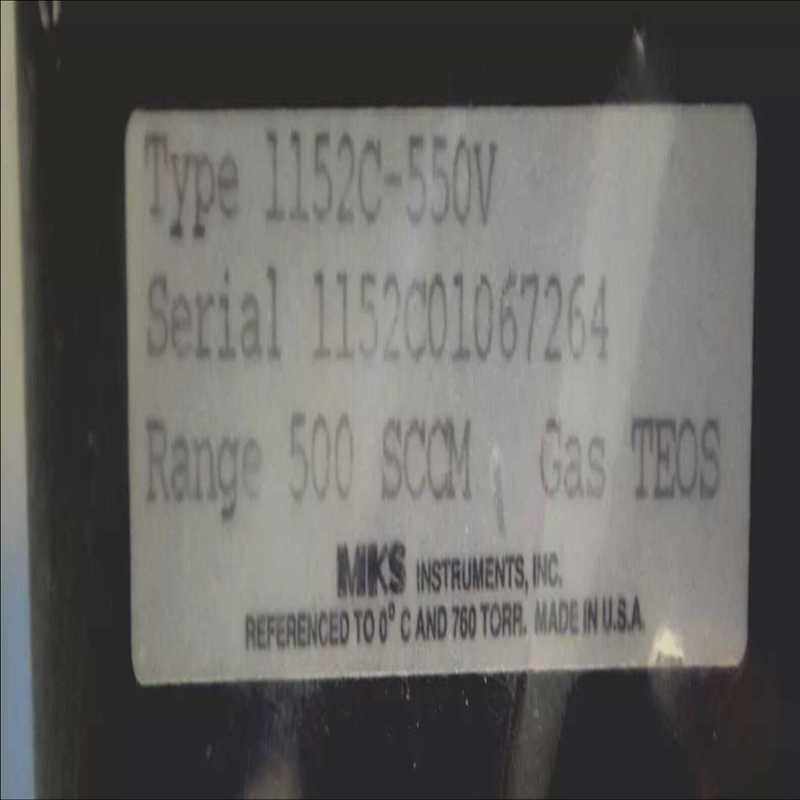 Type 1152C-550V
Serial 1152C01067264
Range 500 SCCM Gas TEOS
MKS INSTRUMENTS, INC.
REFERENCED TO 0° C AND 760 TORR. MADE IN U.S.A.